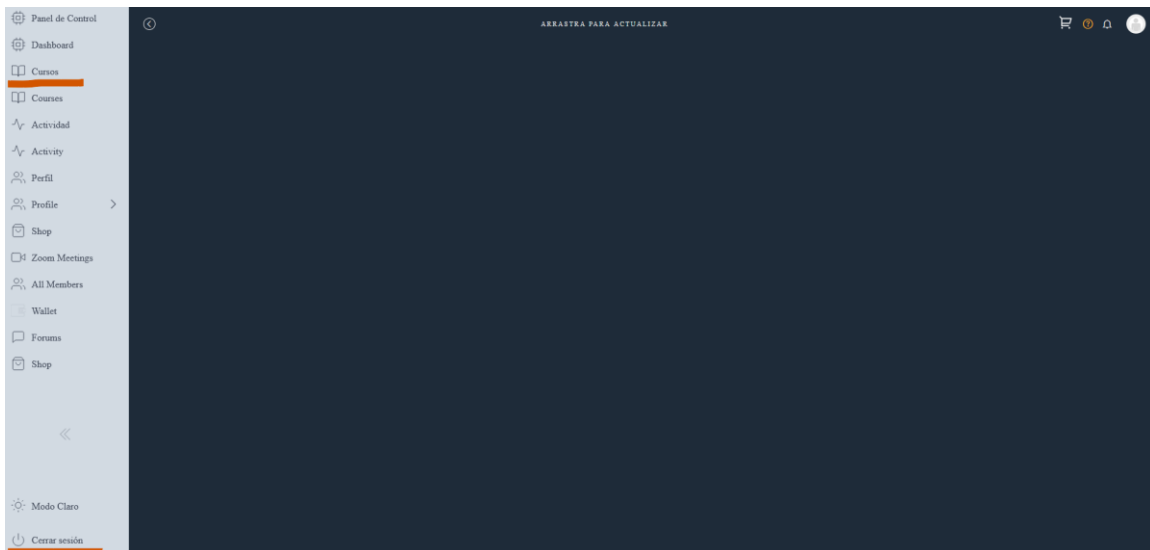 Panel de Control
ARRASTRA PARA ACTUALIZAR
Dashboard
Cursos
Courses
Actividad
Activity
Perfil
Profile
Shop
Zoom Meetings
All Members
Wallet
Forums
Shop
Modo Claro
Cerrar sesión